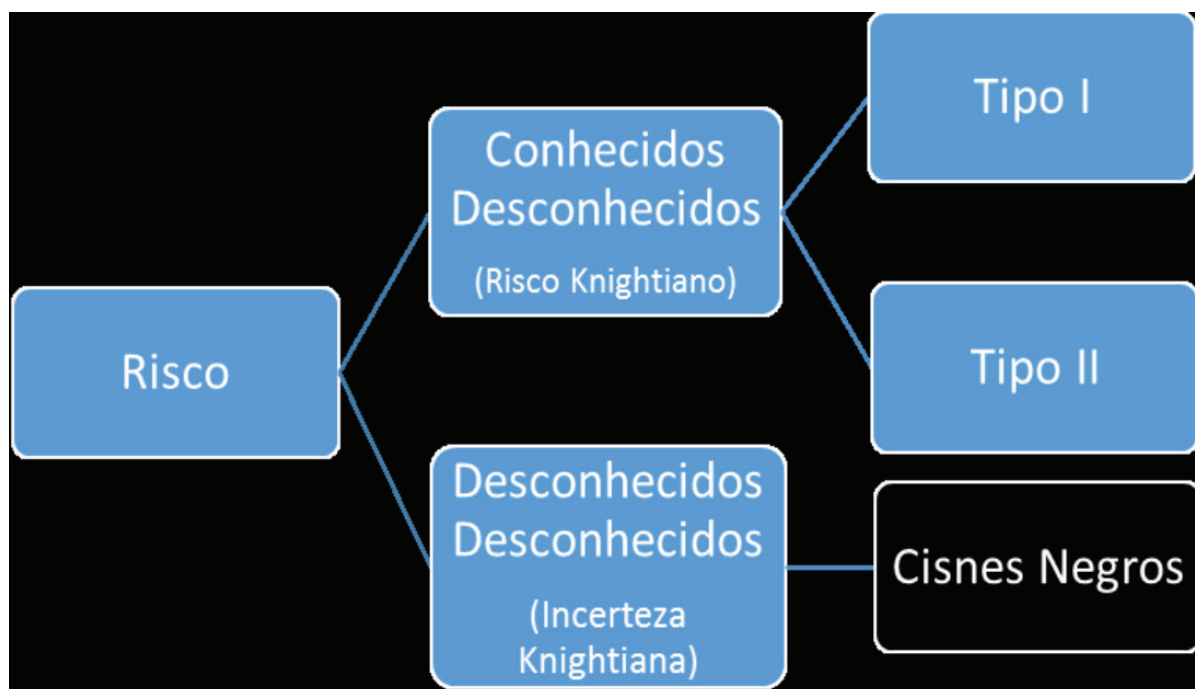 Risco
Conhecidos
Desconhecidos
(Risco Knightiano)
Desconhecidos
Desconhecidos
(Incerteza
Knightiana)
Tipo I
Tipo II
Cisnes Negros